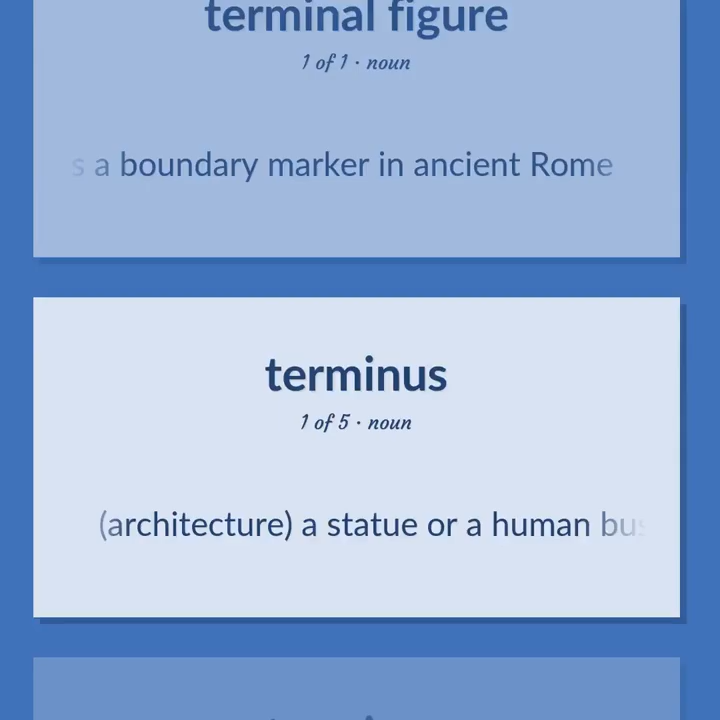 terminal figure
1 of 1 · noun
s a boundary marker in ancient Rome
terminus
1 of 5 · noun
(architecture) a statue or a human bus